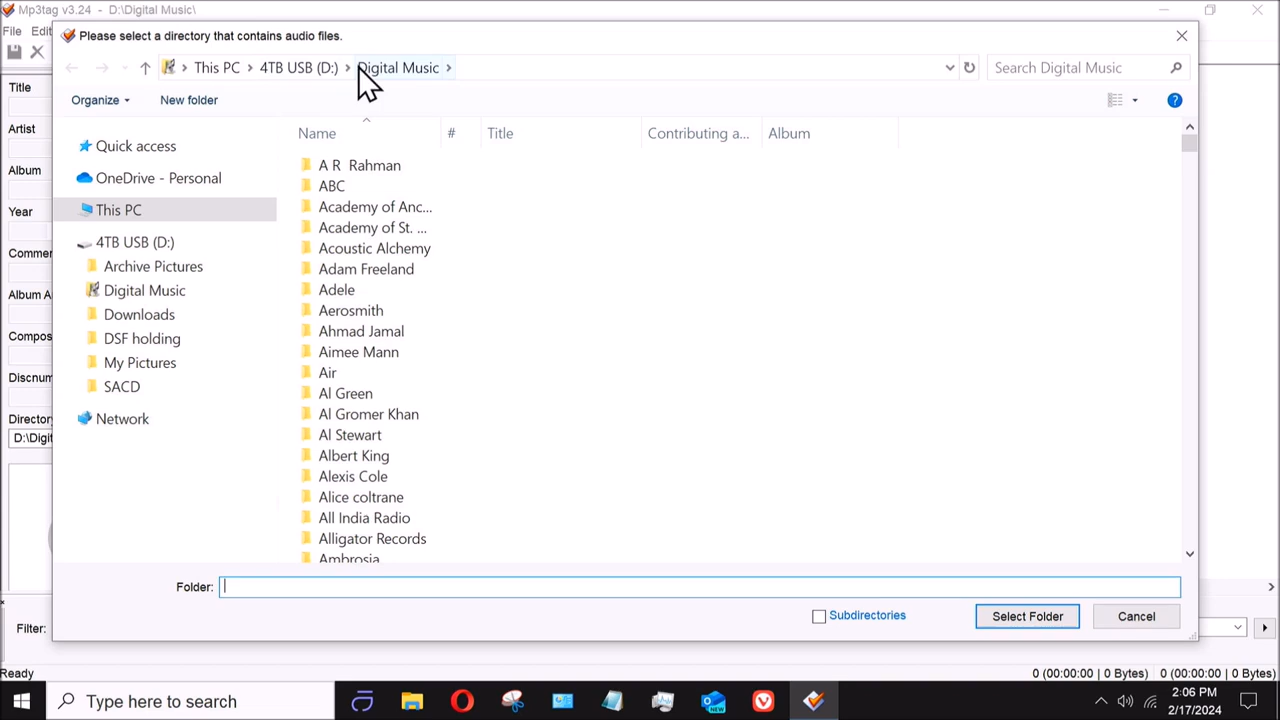 Mp3tag v3.24 - D:\Digital Music\
File Edi
Please select a directory that contains audio files.
This PC > 4TB USB (D:) > Digital Music >
Search Digital Music
Organize
New folder
Title
Artist
Album
Year
Commen
Album A
Compos
Discnum
Director
D:\Digit
Quick access
OneDrive - Personal
This PC
4TB USB (D:)
Archive Pictures
Digital Music
Downloads
DSF holding
My Pictures
SACD
Network
Name # Title Contributing a... Album
A R Rahman
ABC
Academy of Anc...
Academy of St. ...
Acoustic Alchemy
Adam Freeland
Adele
Aerosmith
Ahmad Jamal
Aimee Mann
Air
Al Green
Al Gromer Khan
Al Stewart
Albert King
Alexis Cole
Alice coltrane
All India Radio
Alligator Records
Ambrosia
Folder:
Subdirectories
Select Folder
Cancel
Filter:
Ready
0 (00:00:00 | 0 Bytes) 0 (00:00:00 | 0 Bytes)
Type here to search
NEW
2:06 PM
2/17/2024